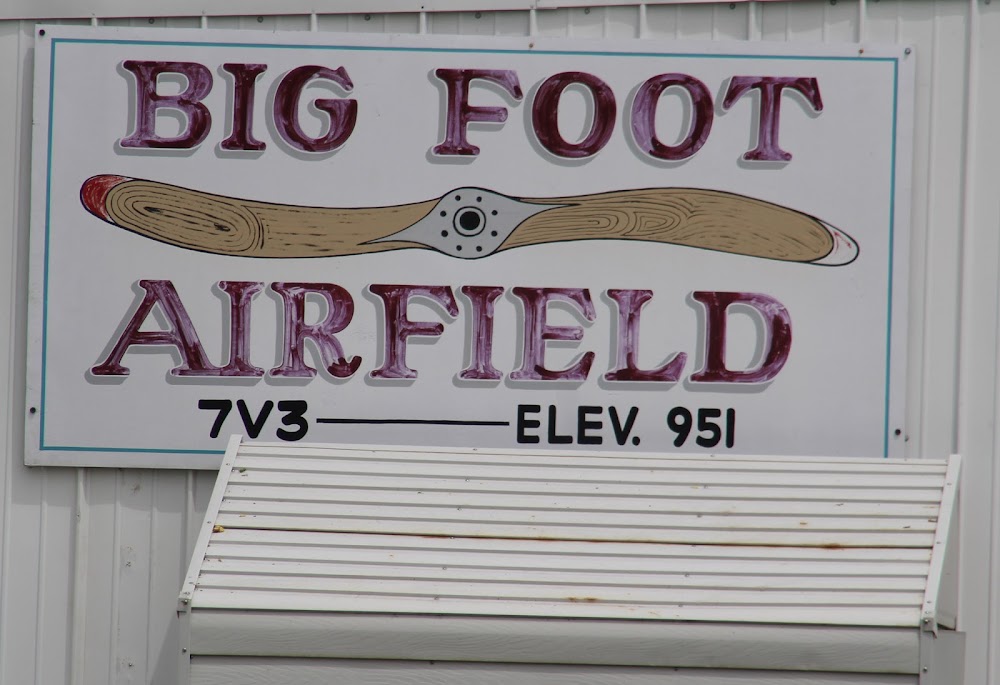 BIG FOOT
AIRFIELD
7V3 — ELEV. 951